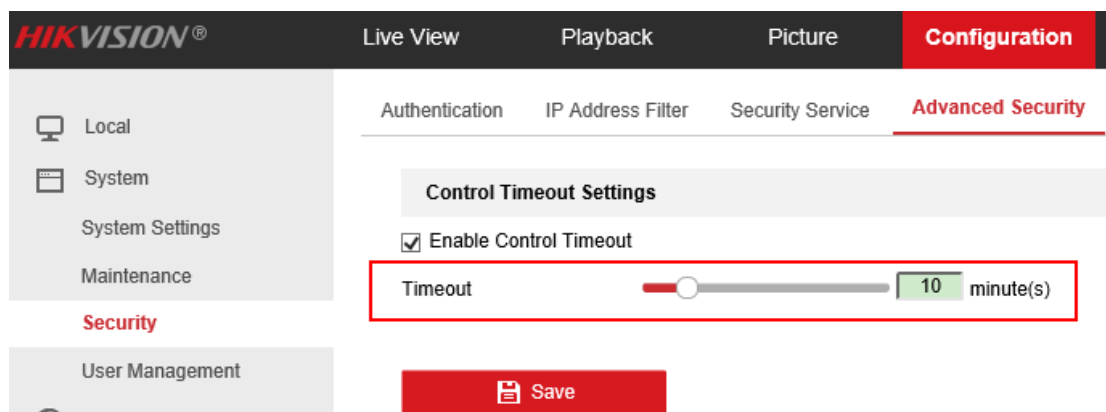 HIKVISION®
Live View Playback Picture Configuration
Authentication IP Address Filter Security Service Advanced Security
Local
System
System Settings
Maintenance
Security
User Management
Control Timeout Settings
Enable Control Timeout
Timeout 10 minute(s)
Save